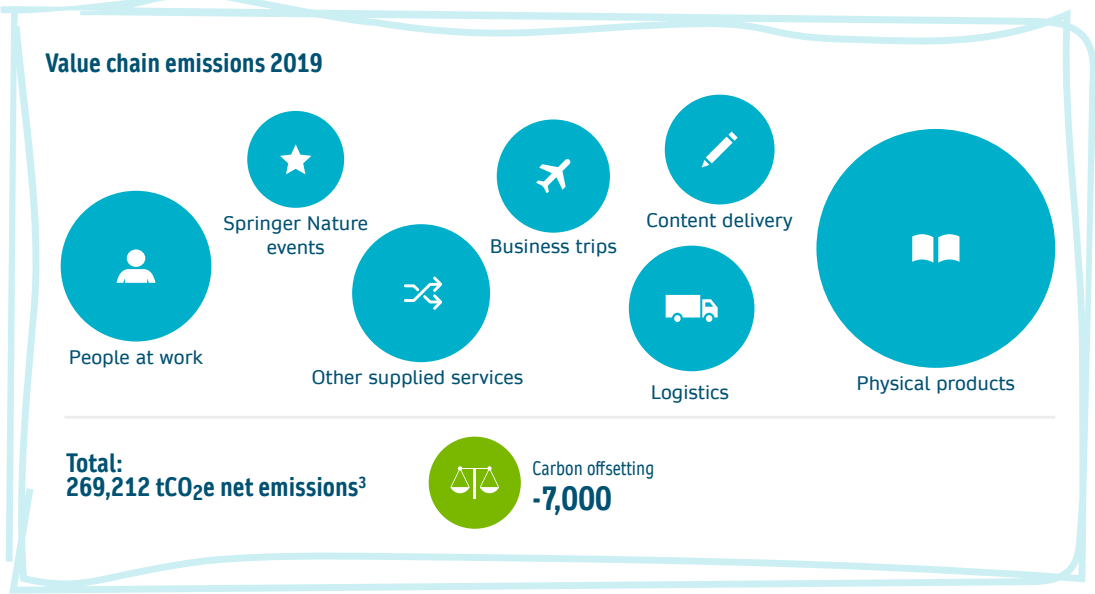 Value chain emissions 2019
Springer Nature
events
Business trips
Content delivery
People at work
Other supplied services
Logistics
Physical products
Total:
269,212 tCO₂e net emissions³
Carbon offsetting
-7,000